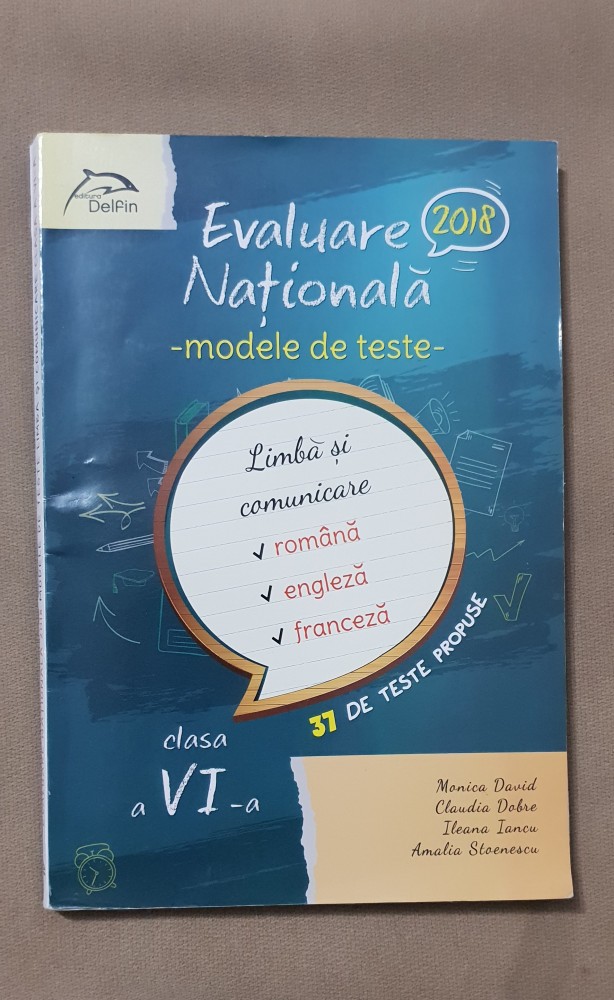 editura
Delfin
Evaluare 2018
Națională
-modele de teste-
Limbă și
comunicare
√ română
√ engleză
√ franceză
37 DE TESTE PROPUSE
clasa
a VI-a
Monica David
Claudia Dobre
Ileana Iancu
Amalia Stoenescu